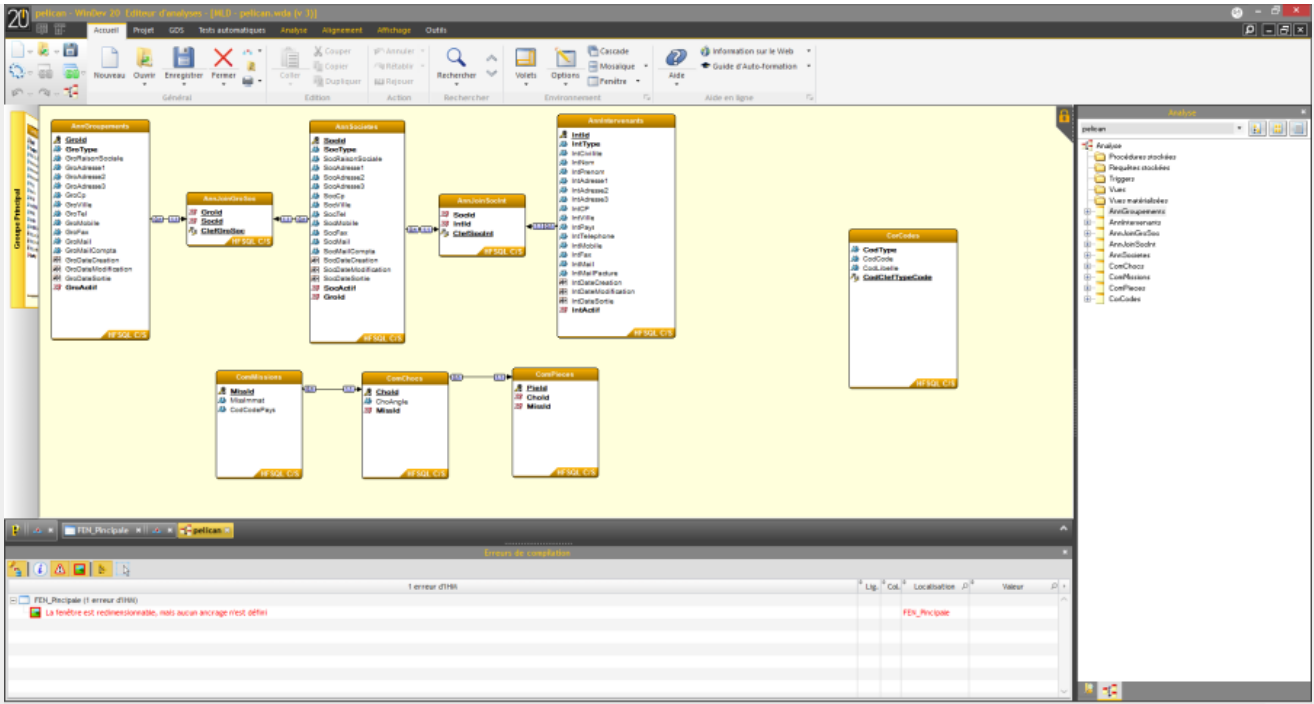 20 pelican - WinDev 20 Editeur d'analyses - [MLD - pelican.wda (v 3)]
Accueil Projet GDS Tests automatiques Analyse Alignement Affichage Outils
Nouveau Ouvrir Enregistrer Fermer
Général
Coller
Couper
Copier
Dupliquer
Edition
Annuler
Rétablir
Rejouer
Action
Rechercher
Rechercher
Volets Options
Cascade
Mosaïque
Fenêtre
Environnement
Aide
Information sur le Web
Guide d'Auto-formation
Aide en ligne
Groupe Principal
AnnGroupements
GroId
GroType
GroRaisonSociale
GroAdresse1
GroAdresse2
GroAdresse3
GroCp
GroVille
GroTel
GroMobile
GroFax
GroMail
GroMailCompta
GroDateCreation
GroDateModification
GroDateSortie
GroActif
HFSQL C/S
AnnJoinGroSoc
GroId
SocId
ClefGroSoc
HFSQL C/S
AnnSocietes
SocId
SocType
SocRaisonSociale
SocAdresse1
SocAdresse2
SocAdresse3
SocCp
SocVille
SocTel
SocMobile
SocFax
SocMail
SocMailCompta
SocDateCreation
SocDateModification
SocDateSortie
SocActif
GroId
HFSQL C/S
AnnJoinSocInt
SocId
IntId
ClefSocInt
HFSQL C/S
AnnIntervenants
IntId
IntType
IntCivilite
IntNom
IntPrenom
IntAdresse1
IntAdresse2
IntAdresse3
IntCP
IntVille
IntPays
IntTelephone
IntMobile
IntFax
IntMail
IntMailFacture
IntDateCreation
IntDateModification
IntDateSortie
IntActif
HFSQL C/S
CorCodes
CodType
CodCode
CodLibelle
CodClefTypeCode
HFSQL C/S
ComMissions
MissId
MissImmat
CodCodePays
HFSQL C/S
ComChocs
ChoId
ChoAngle
MissId
HFSQL C/S
ComPieces
PieId
ChoId
MissId
HFSQL C/S
Analyse
pelican
Analyse
Procédures stockées
Requêtes stockées
Triggers
Vues
Vues matérialisées
AnnGroupements
AnnIntervenants
AnnJoinGroSoc
AnnJoinSocInt
AnnSocietes
ComChocs
ComMissions
ComPieces
CorCodes
FEN_Pincipale pelican
Erreurs de compilation
1 erreur d'IHM Lig. Col. Localisation Valeur
FEN_Pincipale (1 erreur d'IHM)
La fenêtre est redimensionnable, mais aucun ancrage n'est défini FEN_Pincipale